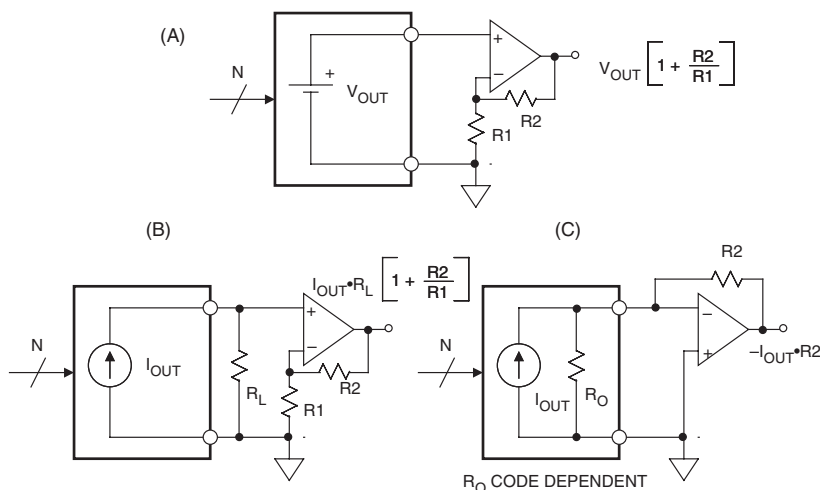 (A)
N
+
V_OUT
+
−
R1
R2
V_OUT [1 + R2/R1]
(B)
N
I_OUT
R_L
I_OUT•R_L [1 + R2/R1]
+
−
R1
R2
(C)
N
I_OUT
R_O
R2
−
+
–I_OUT•R2
R_O CODE DEPENDENT